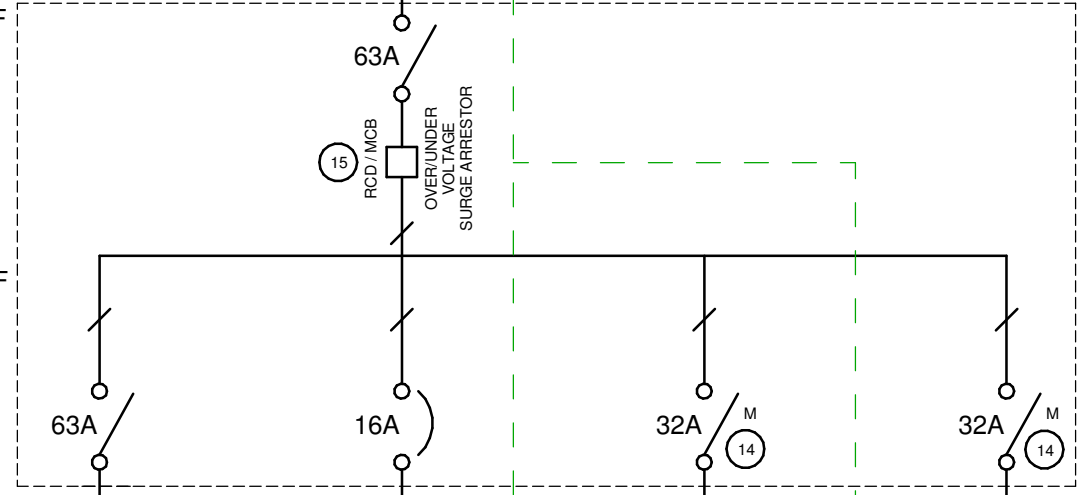 63A
15
RCD / MCB
OVER/UNDER
VOLTAGE
SURGE ARRESTOR
63A
16A
32A
M
14
32A
M
14